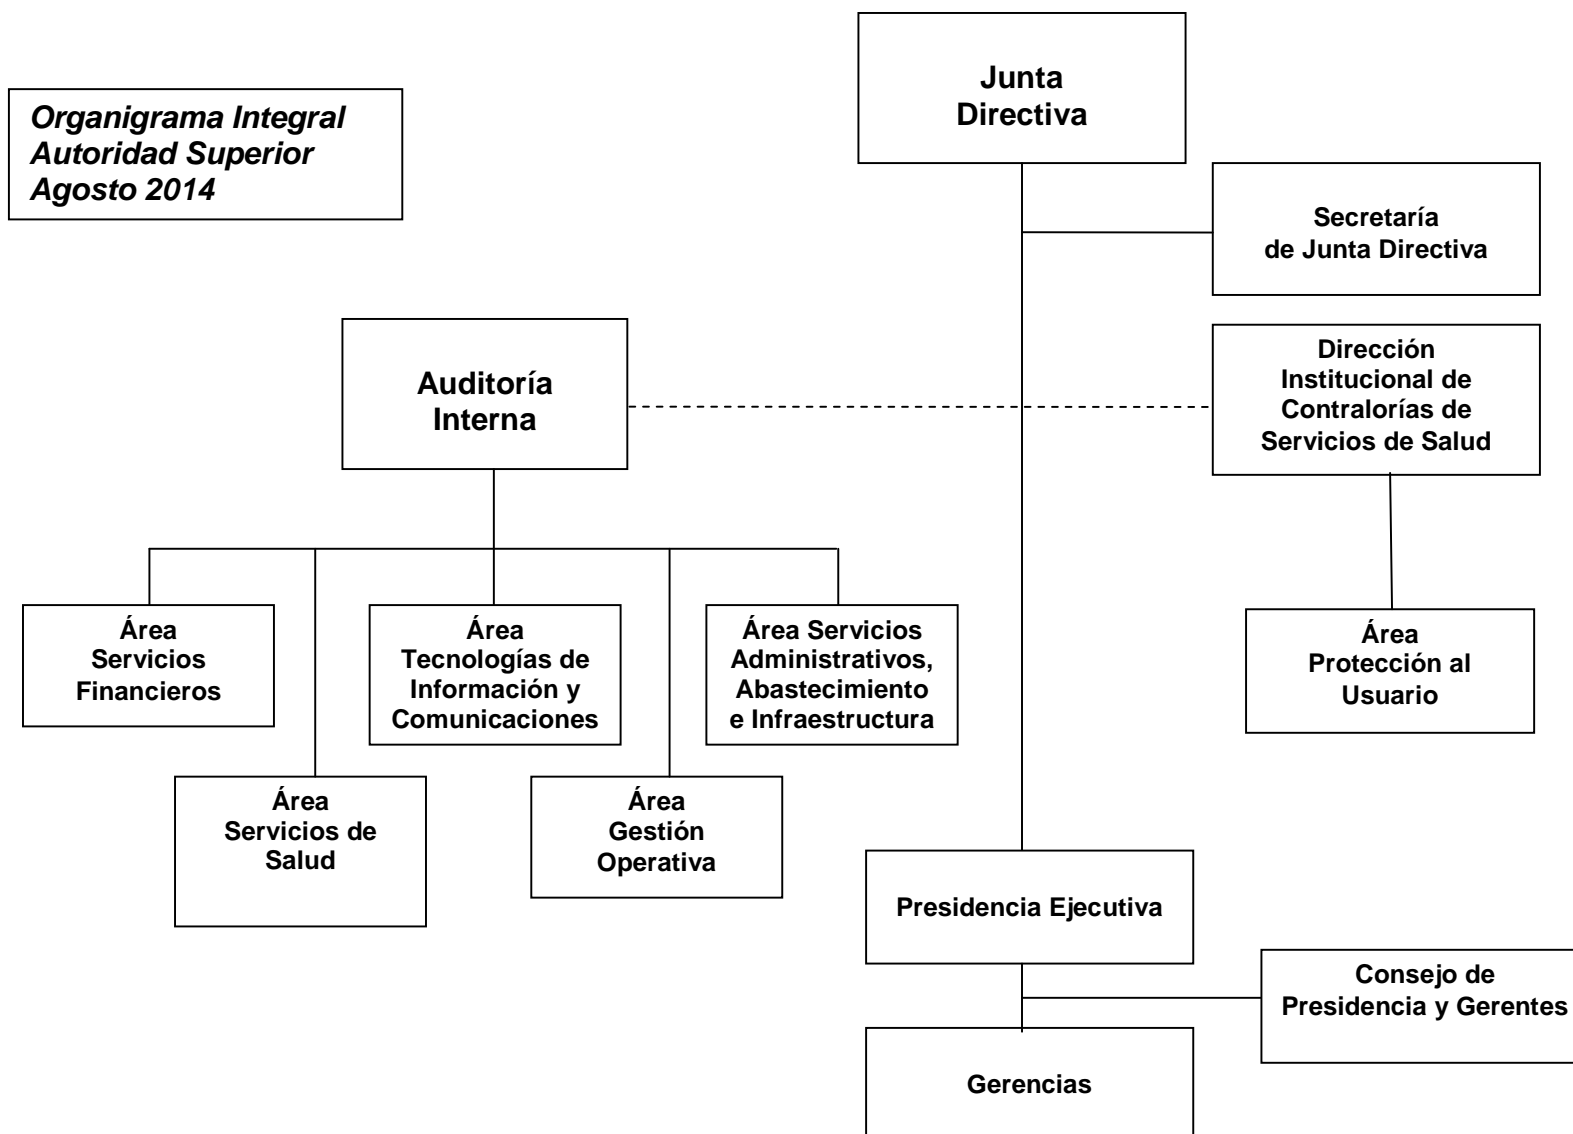 Organigrama Integral
Autoridad Superior
Agosto 2014
Junta
Directiva
Secretaría
de Junta Directiva
Auditoría
Interna
Dirección
Institucional de
Contralorías de
Servicios de Salud
Área
Servicios
Financieros
Área
Tecnologías de
Información y
Comunicaciones
Área Servicios
Administrativos,
Abastecimiento
e Infraestructura
Área
Protección al
Usuario
Área
Servicios de
Salud
Área
Gestión
Operativa
Presidencia Ejecutiva
Consejo de
Presidencia y Gerentes
Gerencias